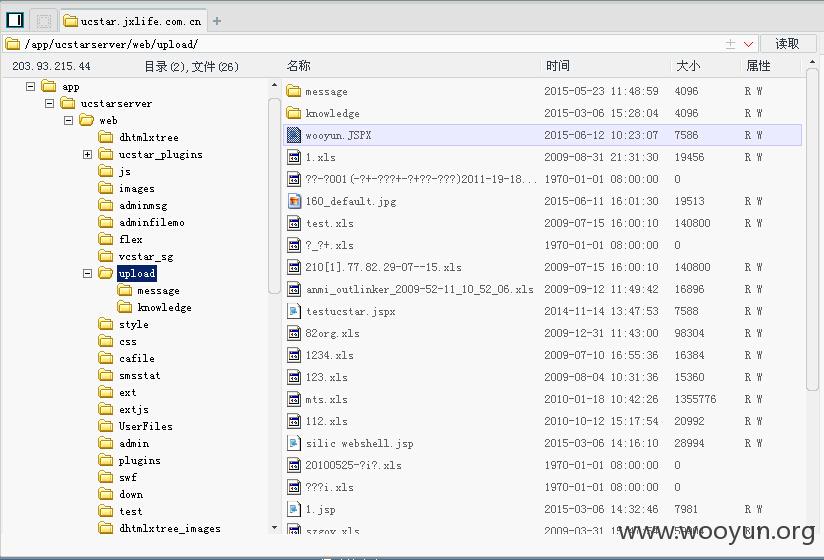 ucstar.jxlife.com.cn
/app/ucstarserver/web/upload/
读取
203.93.215.44 目录(2),文件(26)
名称 时间 大小 属性
app
ucstarserver
web
dhtmlxtree
ucstar_plugins
js
images
adminmsg
adminfilemo
flex
vcstar_sg
upload
message
knowledge
style
css
cafile
smsstat
ext
extjs
UserFiles
admin
plugins
swf
down
test
dhtmlxtree_images
message 2015-05-23 11:48:59 4096 R W
knowledge 2015-03-06 15:28:04 4096 R W
wooyun.JSPX 2015-06-12 10:23:07 7586 R W
1.xls 2009-08-31 21:31:30 19456 R W
??-?001(-?+-???+-?+??-???)2011-19-18... 1970-01-01 08:00:00 0
160_default.jpg 2015-06-11 16:01:30 19513 R W
test.xls 2009-07-15 16:00:10 140800 R W
?_?+.xls 1970-01-01 08:00:00 0
210[1].77.82.29-07--15.xls 2009-07-15 16:00:10 140800 R W
anmi_outlinker_2009-52-11_10_52_06.xls 2009-09-12 11:49:42 16896 R W
testucstar.jspx 2014-11-14 13:47:53 7588 R W
82org.xls 2009-12-31 11:43:00 98304 R W
1234.xls 2009-07-10 16:55:36 16384 R W
123.xls 2009-08-04 10:31:36 15360 R W
mts.xls 2010-01-18 10:42:26 1355776 R W
112.xls 2010-10-12 15:17:54 20992 R W
silic webshell.jsp 2015-03-06 14:16:10 28994 R W
20100525-?i?.xls 1970-01-01 08:00:00 0
???i.xls 1970-01-01 08:00:00 0
1.jsp 2015-03-06 14:32:46 7981 R W
szgov.xls 2009-03-31
www.wooyun.org